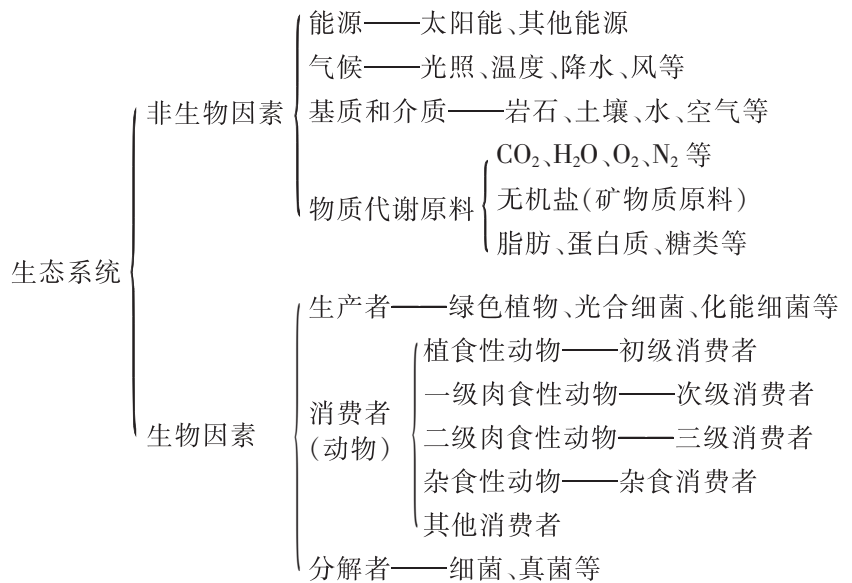 能源——太阳能、其他能源
气候——光照、温度、降水、风等
非生物因素
基质和介质——岩石、土壤、水、空气等
CO₂、H₂O、O₂、N₂ 等
物质代谢原料
无机盐(矿物质原料)
脂肪、蛋白质、糖类等
生态系统
生产者——绿色植物、光合细菌、化能细菌等
植食性动物——初级消费者
一级肉食性动物——次级消费者
消费者
(动物)
生物因素
二级肉食性动物——三级消费者
杂食性动物——杂食消费者
其他消费者
分解者——细菌、真菌等